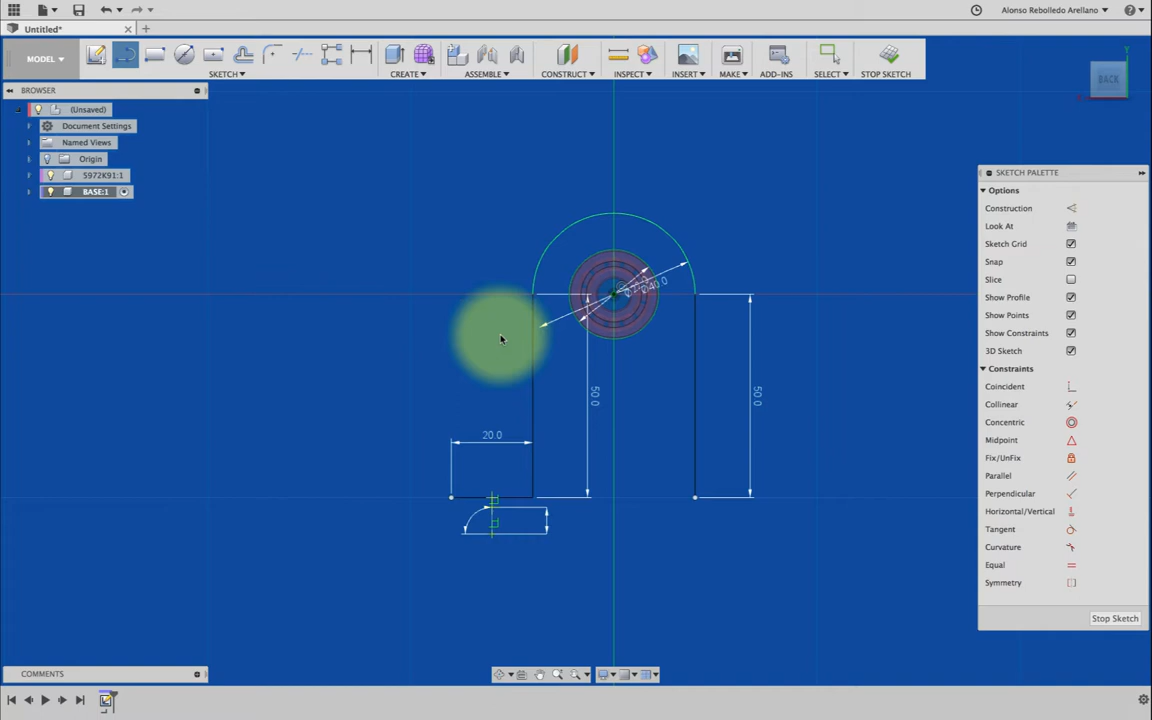 Alonso Rebolledo Arellano
Untitled*
MODEL
SKETCH
CREATE
ASSEMBLE
CONSTRUCT
INSPECT
INSERT
MAKE
ADD-INS
SELECT
STOP SKETCH
BROWSER
(Unsaved)
Document Settings
Named Views
Origin
5972K91:1
BASE:1
Y
BACK
SKETCH PALETTE
Options
Construction
Look At
Sketch Grid
Snap
Slice
Show Profile
Show Points
Show Constraints
3D Sketch
Constraints
Coincident
Collinear
Concentric
Midpoint
Fix/UnFix
Parallel
Perpendicular
Horizontal/Vertical
Tangent
Curvature
Equal
Symmetry
Stop Sketch
Ø40.0
50.0
50.0
20.0
COMMENTS